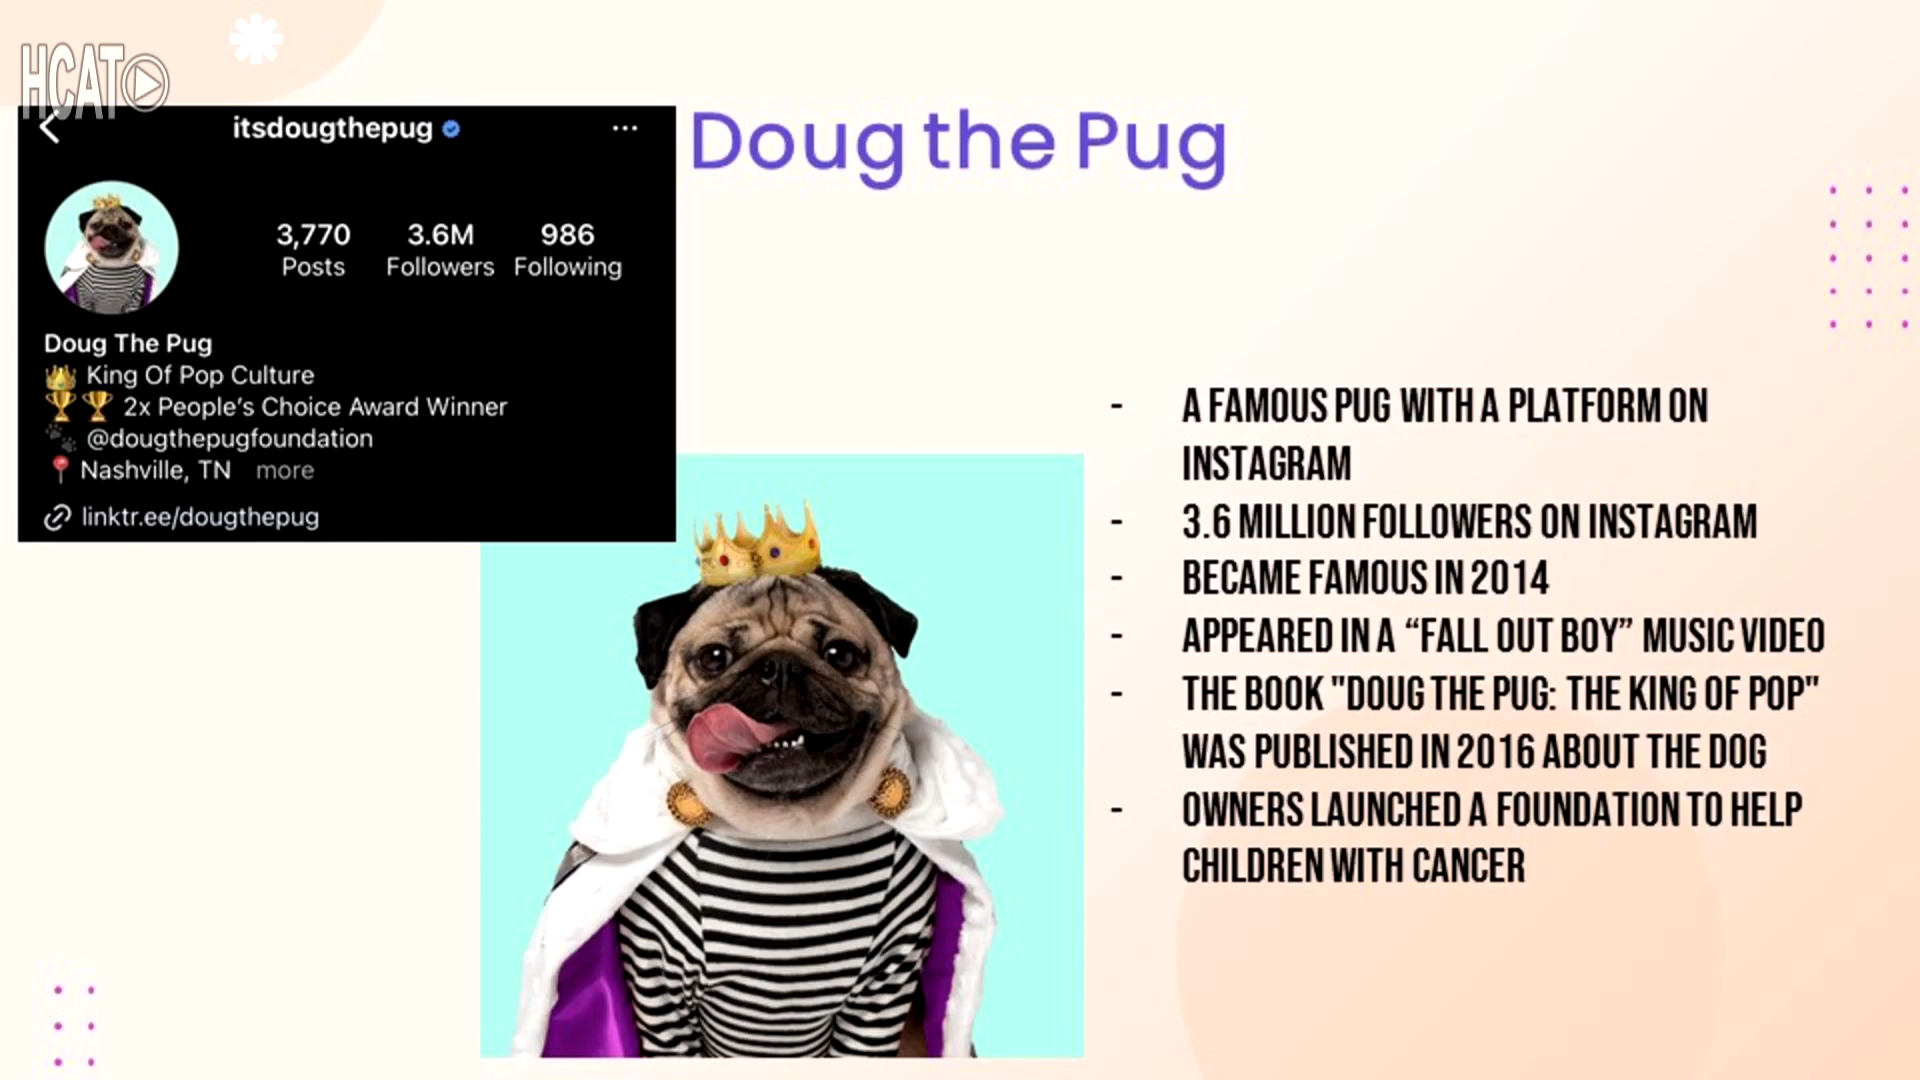 HCAT
itsdougthepug
Doug the Pug
3,770 3.6M 986
Posts Followers Following
Doug The Pug
King Of Pop Culture
2x People's Choice Award Winner
@dougthepugfoundation
Nashville, TN more
linktr.ee/dougthepug
- A FAMOUS PUG WITH A PLATFORM ON
INSTAGRAM
- 3.6 MILLION FOLLOWERS ON INSTAGRAM
- BECAME FAMOUS IN 2014
- APPEARED IN A “FALL OUT BOY” MUSIC VIDEO
- THE BOOK "DOUG THE PUG: THE KING OF POP"
WAS PUBLISHED IN 2016 ABOUT THE DOG
- OWNERS LAUNCHED A FOUNDATION TO HELP
CHILDREN WITH CANCER